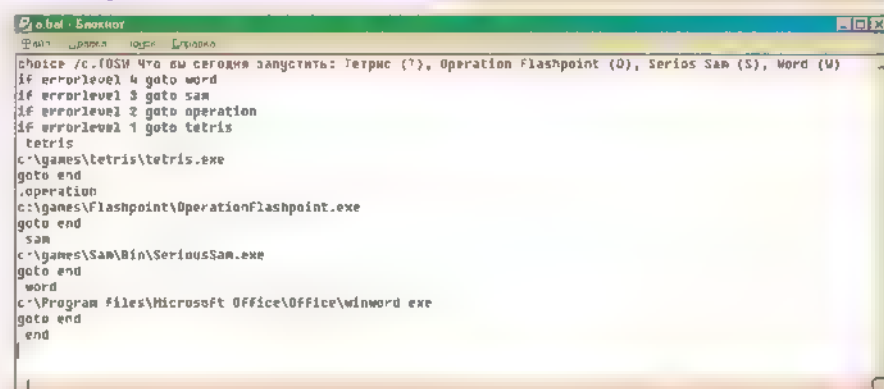 a.bat - Блокнот
Файл Правка Поиск Справка
choice /c:TOSW Что вы сегодня запустить: Тетрис (T), Operation Flashpoint (O), Serios Sam (S), Word (W)
if errorlevel 4 goto word
if errorlevel 3 goto sam
if errorlevel 2 goto operation
if errorlevel 1 goto tetris
:tetris
c:\games\tetris\tetris.exe
goto end
:operation
c:\games\Flashpoint\OperationFlashpoint.exe
goto end
:sam
c:\games\Sam\Bin\SeriousSam.exe
goto end
:word
c:\Program Files\Microsoft Office\Office\winword.exe
goto end
:end